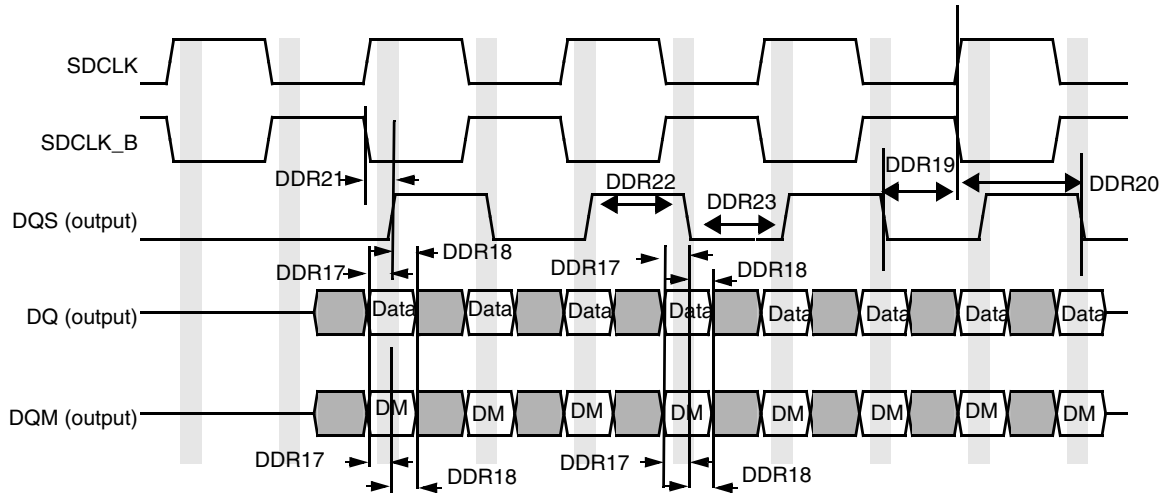 SDCLK
SDCLK_B
DDR21
DDR22
DDR19
DDR20
DDR23
DQS (output)
DDR17
DDR18
DDR17
DDR18
DQ (output)
Data
Data
Data
Data
Data
Data
Data
Data
DQM (output)
DM
DM
DM
DM
DM
DM
DM
DM
DDR17
DDR18
DDR17
DDR18